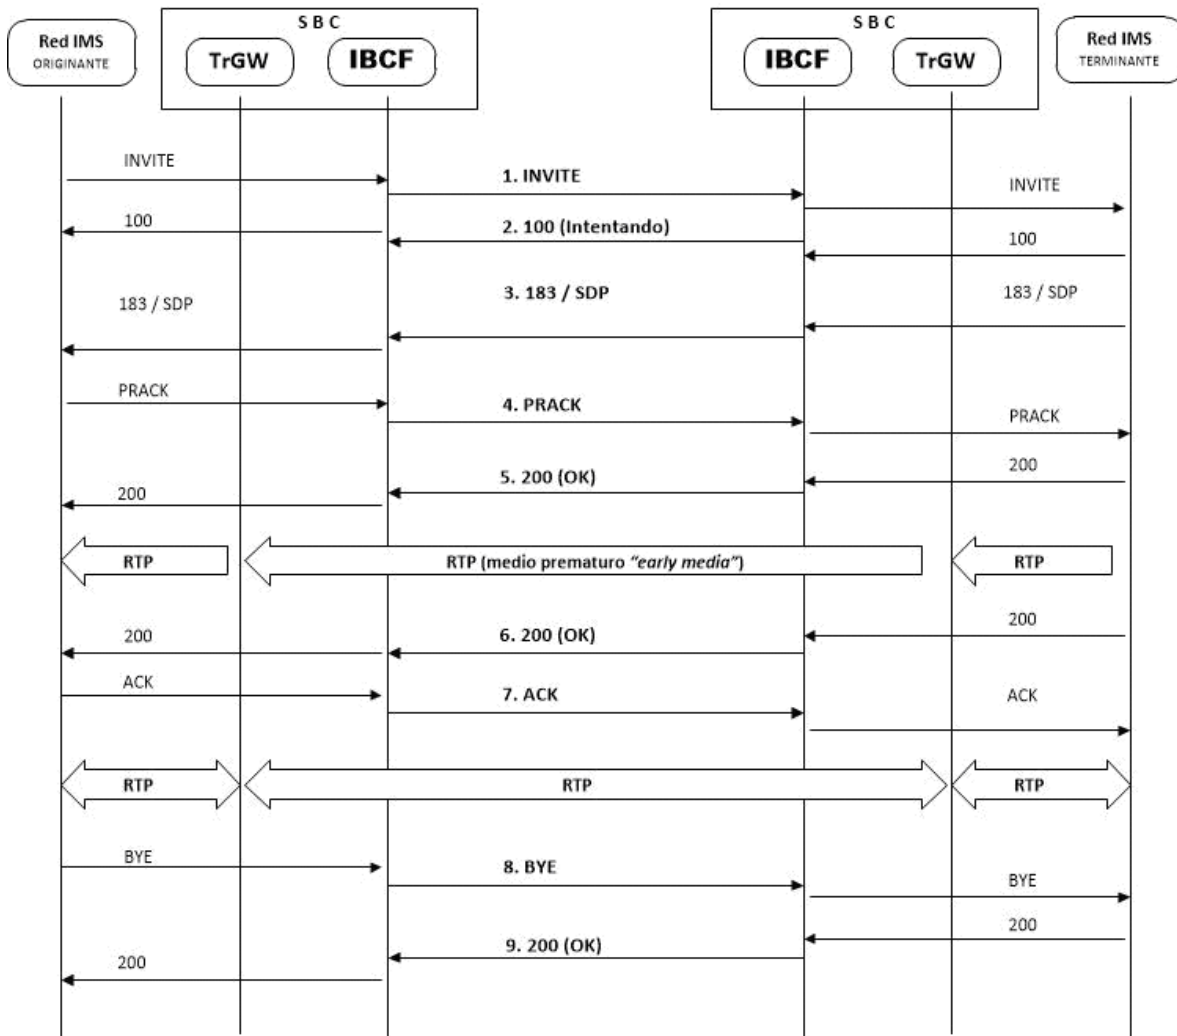 S B C
S B C
Red IMS
ORIGINANTE
TrGW
IBCF
IBCF
TrGW
Red IMS
TERMINANTE
INVITE
1. INVITE
INVITE
100
2. 100 (Intentando)
100
183 / SDP
3. 183 / SDP
183 / SDP
PRACK
4. PRACK
PRACK
200
5. 200 (OK)
200
RTP
RTP (medio prematuro “early media”)
RTP
200
6. 200 (OK)
200
ACK
7. ACK
ACK
RTP
RTP
RTP
BYE
8. BYE
BYE
200
9. 200 (OK)
200